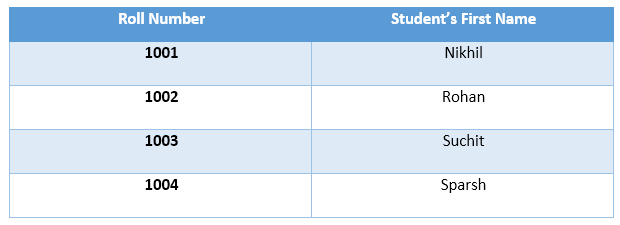 Roll Number Student’s First Name
1001 Nikhil
1002 Rohan
1003 Suchit
1004 Sparsh